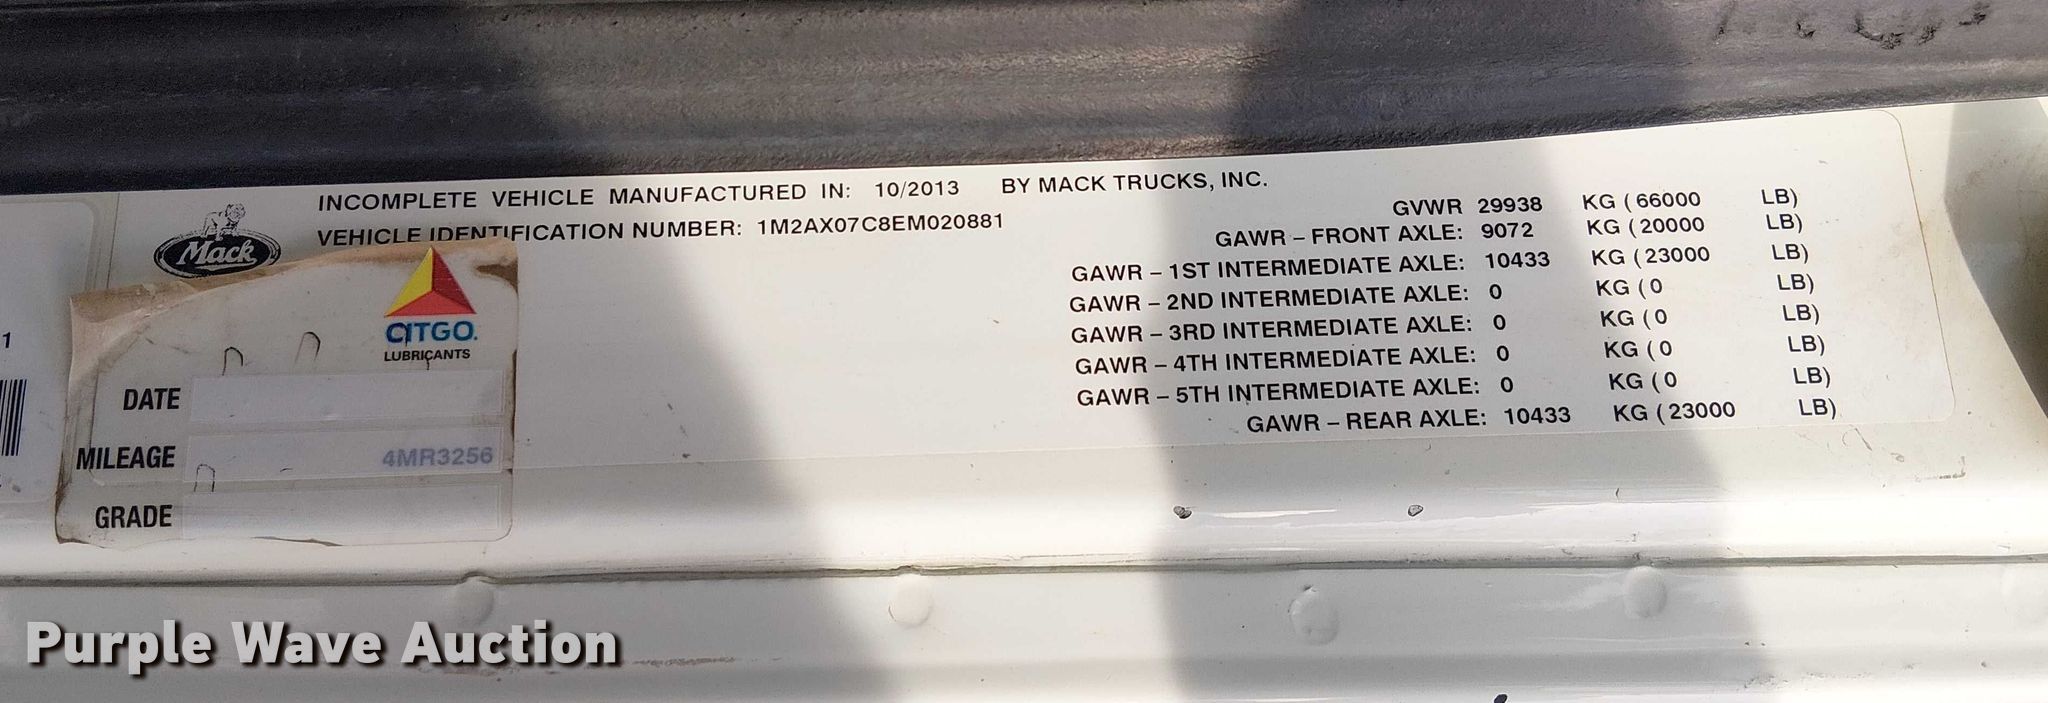 INCOMPLETE VEHICLE MANUFACTURED IN: 10/2013 BY MACK TRUCKS, INC.
VEHICLE IDENTIFICATION NUMBER: 1M2AX07C8EM020881
Mack
GVWR 29938 KG ( 66000 LB)
GAWR – FRONT AXLE: 9072 KG ( 20000 LB)
GAWR – 1ST INTERMEDIATE AXLE: 10433 KG ( 23000 LB)
GAWR – 2ND INTERMEDIATE AXLE: 0 KG ( 0 LB)
GAWR – 3RD INTERMEDIATE AXLE: 0 KG ( 0 LB)
GAWR – 4TH INTERMEDIATE AXLE: 0 KG ( 0 LB)
GAWR – 5TH INTERMEDIATE AXLE: 0 KG ( 0 LB)
GAWR – REAR AXLE: 10433 KG ( 23000 LB)
CITGO.
LUBRICANTS
1
DATE
MILEAGE 4MR3256
GRADE
Purple Wave Auction